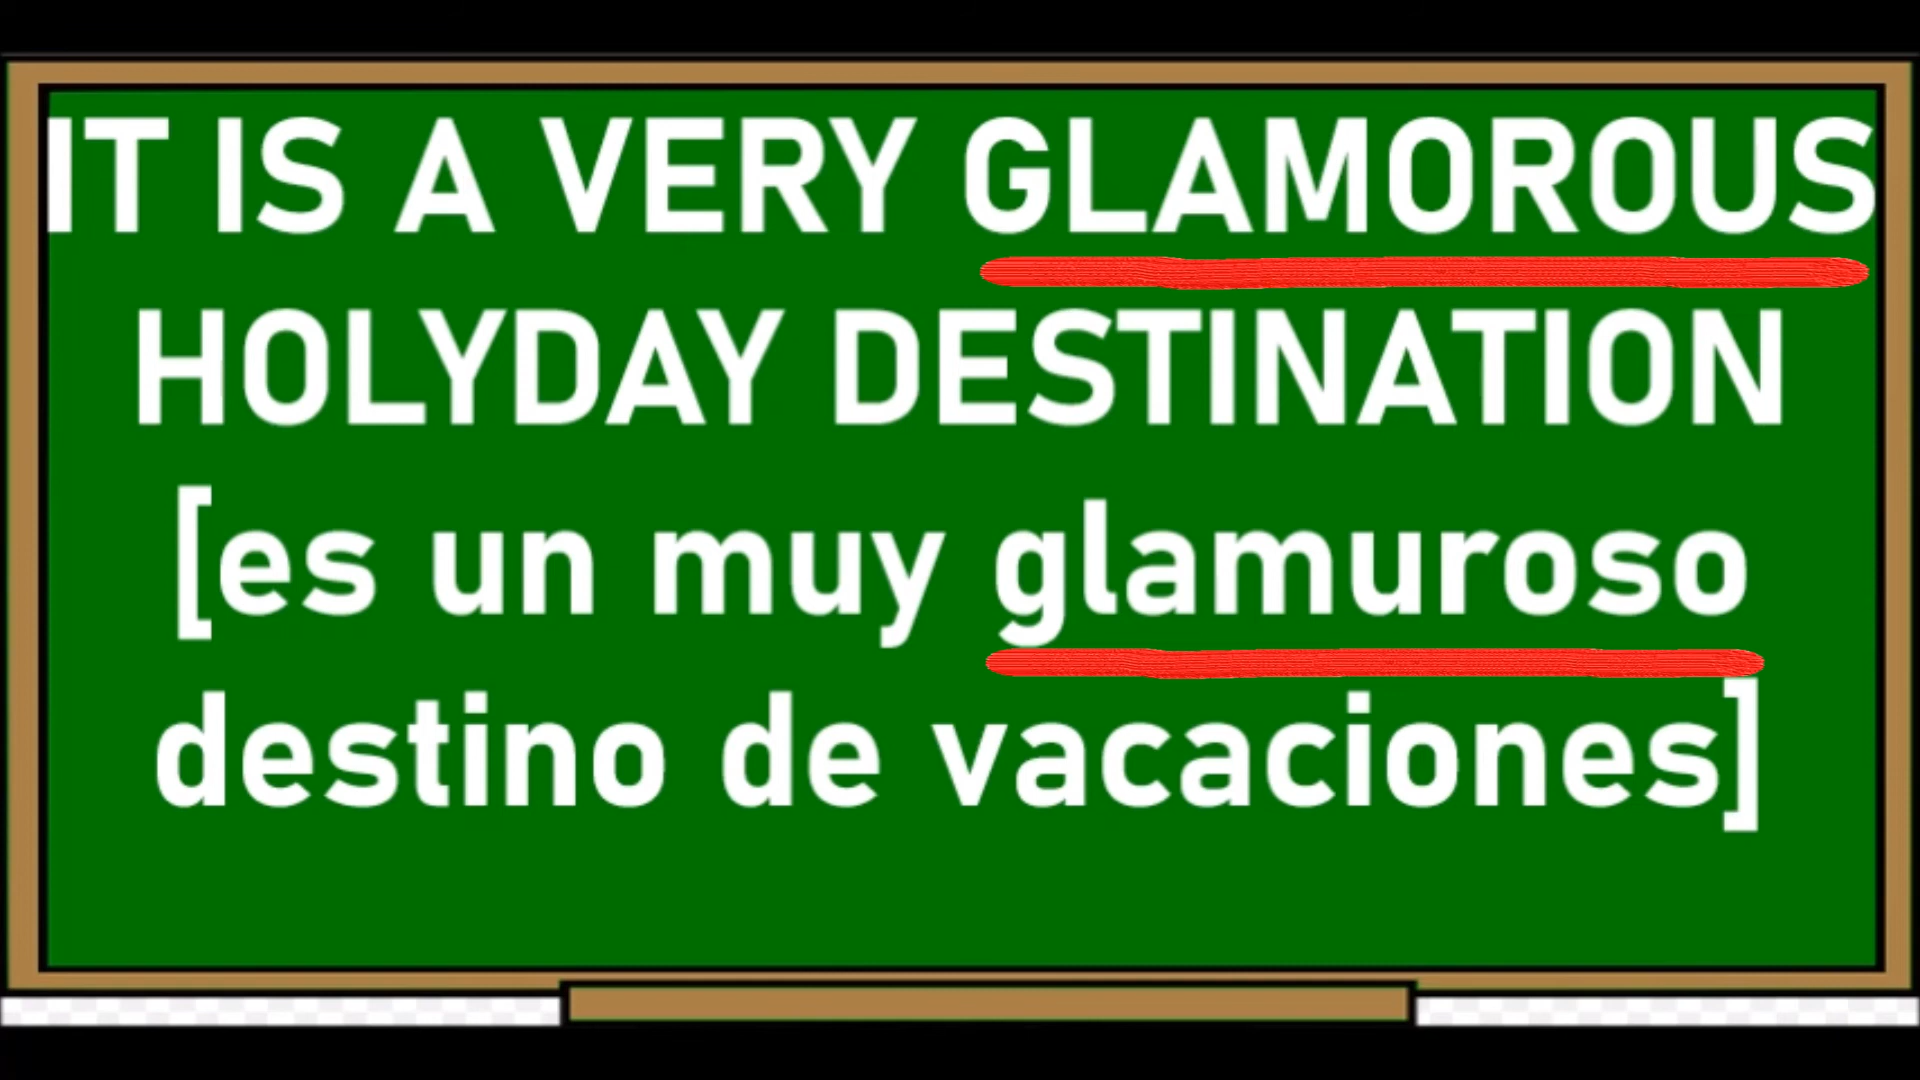 IT IS A VERY GLAMOROUS
HOLYDAY DESTINATION
[es un muy glamuroso
destino de vacaciones]